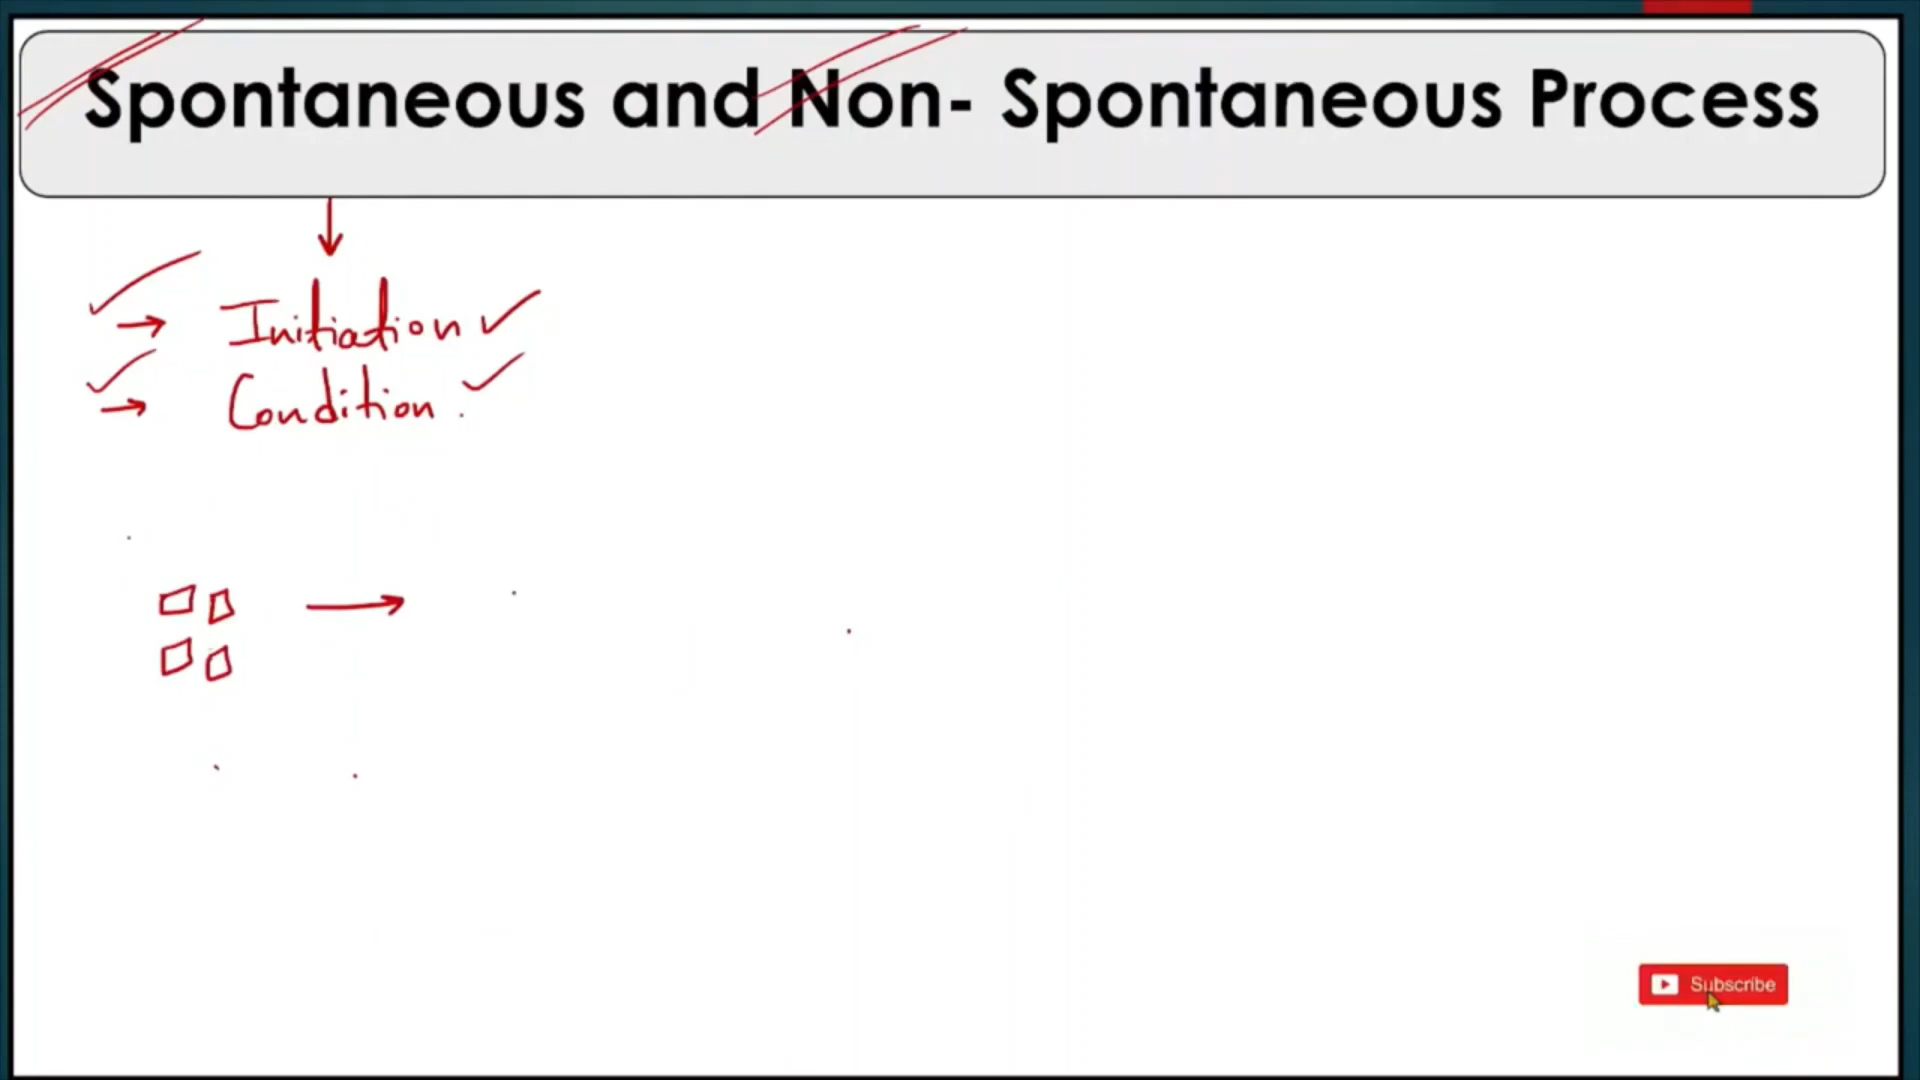 Spontaneous and Non- Spontaneous Process
→ Initiation ✓
→ Condition. ✓
Subscribe